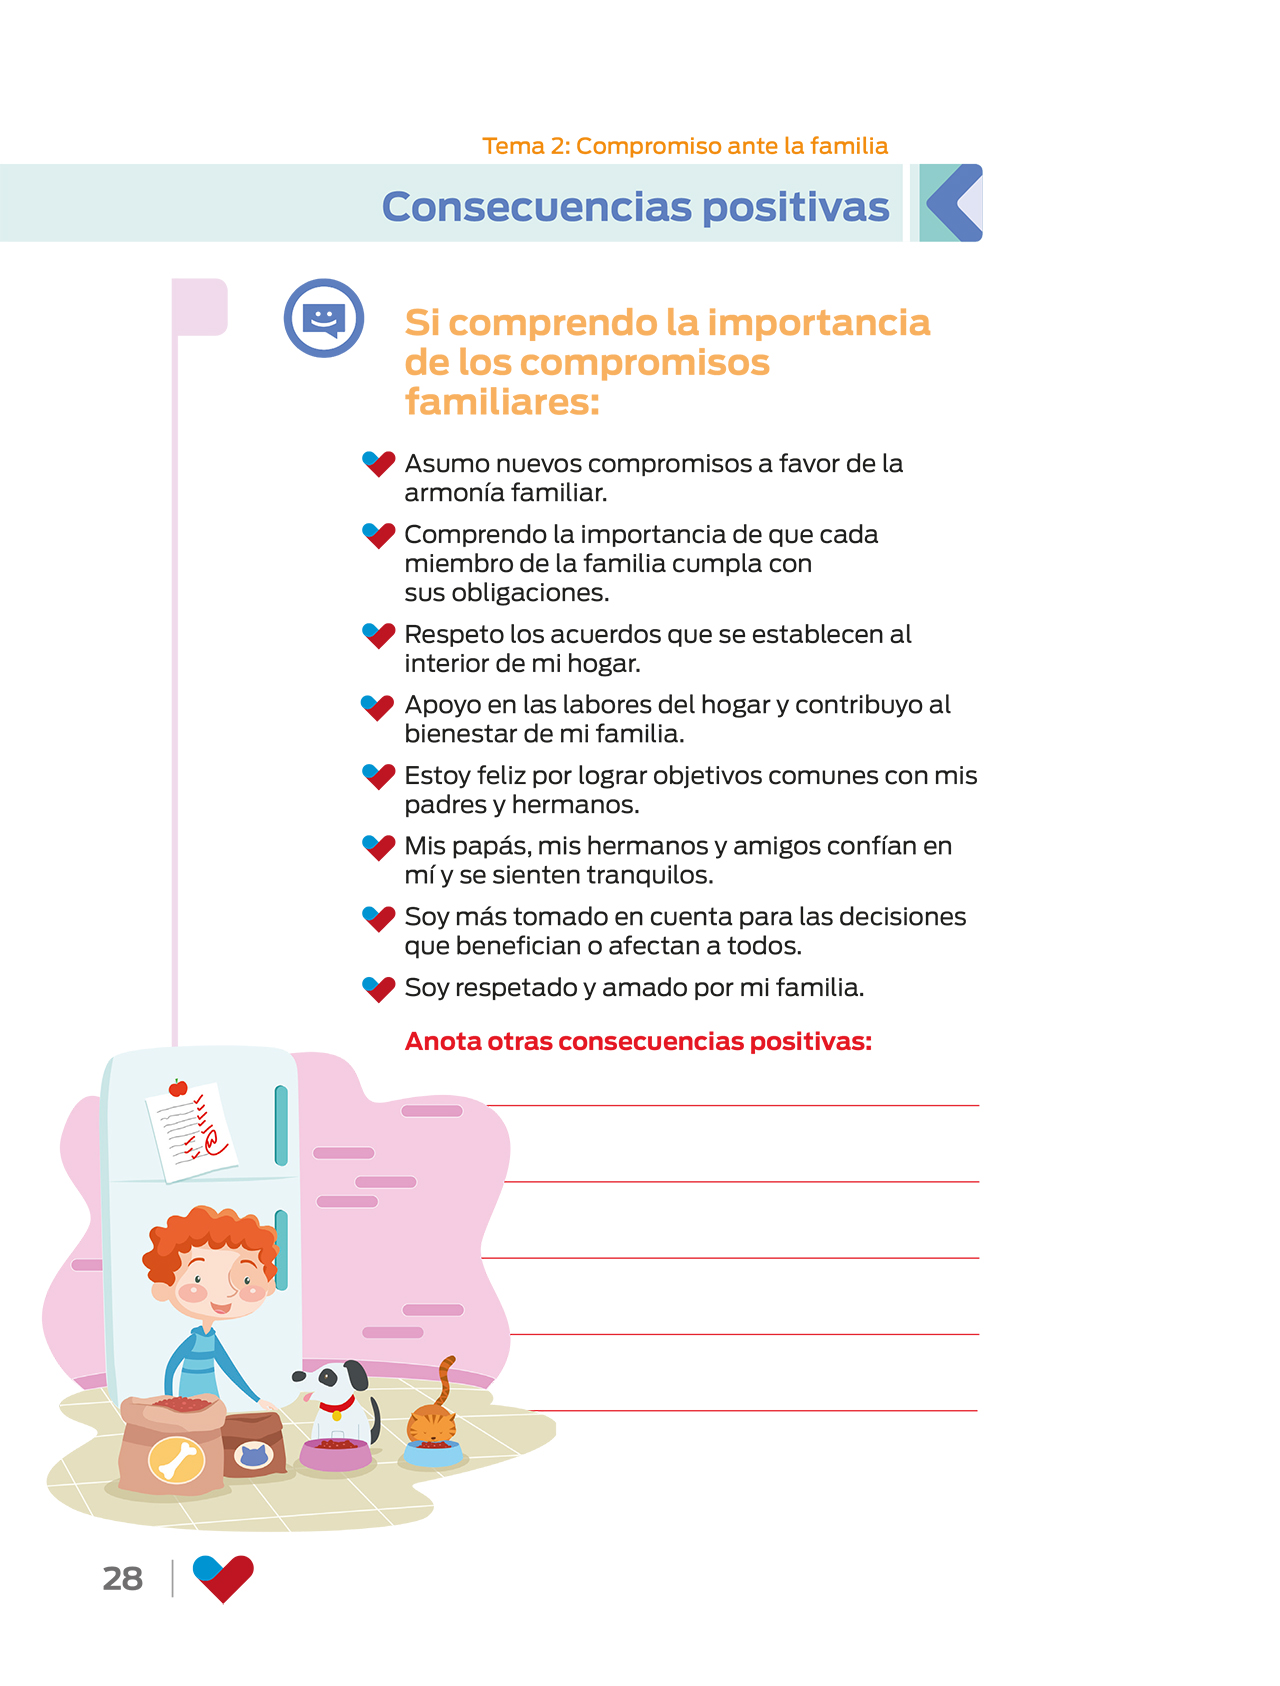 Tema 2: Compromiso ante la familia
Consecuencias positivas
Si comprendo la importancia
de los compromisos
familiares:
Asumo nuevos compromisos a favor de la
armonía familiar.
Comprendo la importancia de que cada
miembro de la familia cumpla con
sus obligaciones.
Respeto los acuerdos que se establecen al
interior de mi hogar.
Apoyo en las labores del hogar y contribuyo al
bienestar de mi familia.
Estoy feliz por lograr objetivos comunes con mis
padres y hermanos.
Mis papás, mis hermanos y amigos confían en
mí y se sienten tranquilos.
Soy más tomado en cuenta para las decisiones
que benefician o afectan a todos.
Soy respetado y amado por mi familia.
Anota otras consecuencias positivas:
28